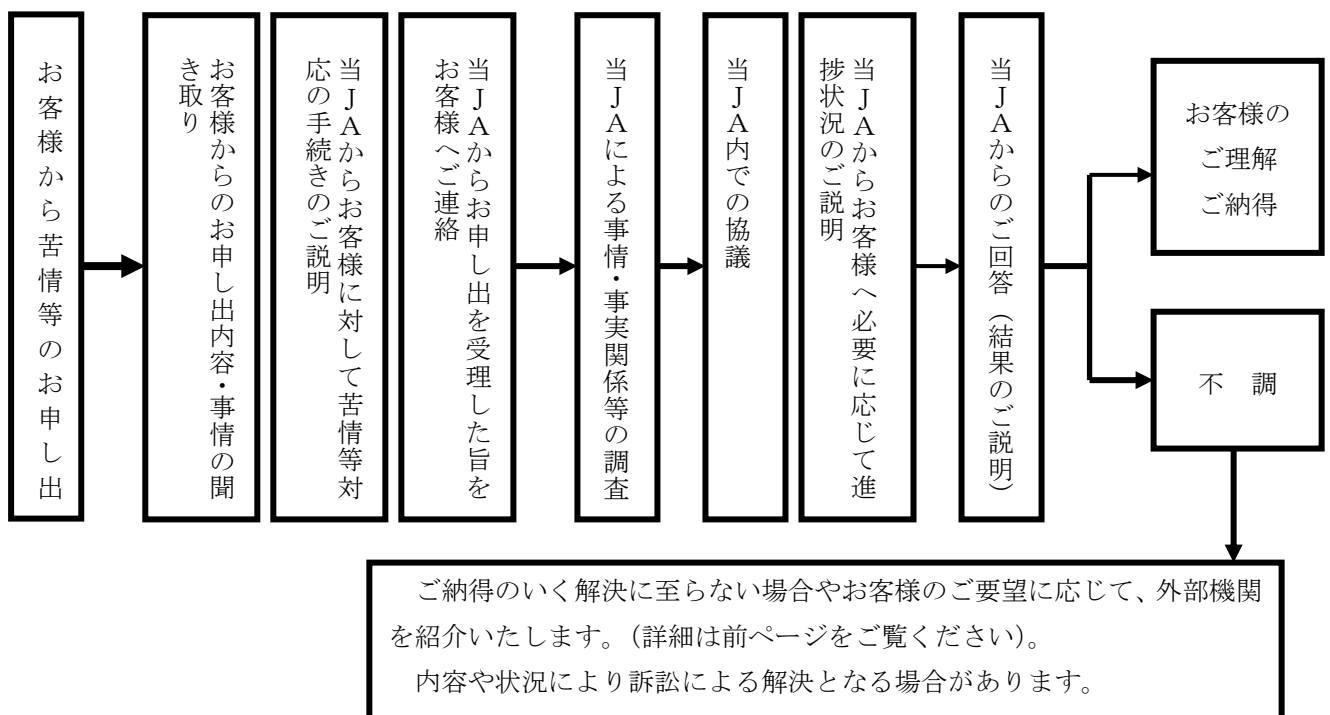 お客様から苦情等のお申し出
お客様からのお申し出内容・事情の聞
き取り
当ＪＡからお客様に対して苦情等対
応の手続きのご説明
当ＪＡからお申し出を受理した旨を
お客様へご連絡
当ＪＡによる事情・事実関係等の調査
当ＪＡ内での協議
当ＪＡからお客様へ必要に応じて進
捗状況のご説明
当ＪＡからのご回答（結果のご説明）
お客様の
ご理解
ご納得
不　調
ご納得のいく解決に至らない場合やお客様のご要望に応じて、外部機関
を紹介いたします。（詳細は前ページをご覧ください）。
内容や状況により訴訟による解決となる場合があります。